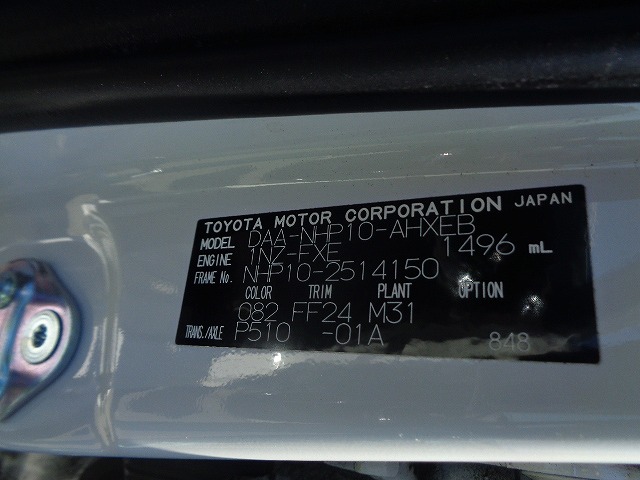 TOYOTA MOTOR CORPORATION JAPAN
MODEL DAA-NHP10-AHXEB
ENGINE 1NZ-FXE 1496 mL
FRAME No. NHP10-2514150
COLOR TRIM PLANT OPTION
082 FF24 M31
TRANS./AXLE P510 -01A 848